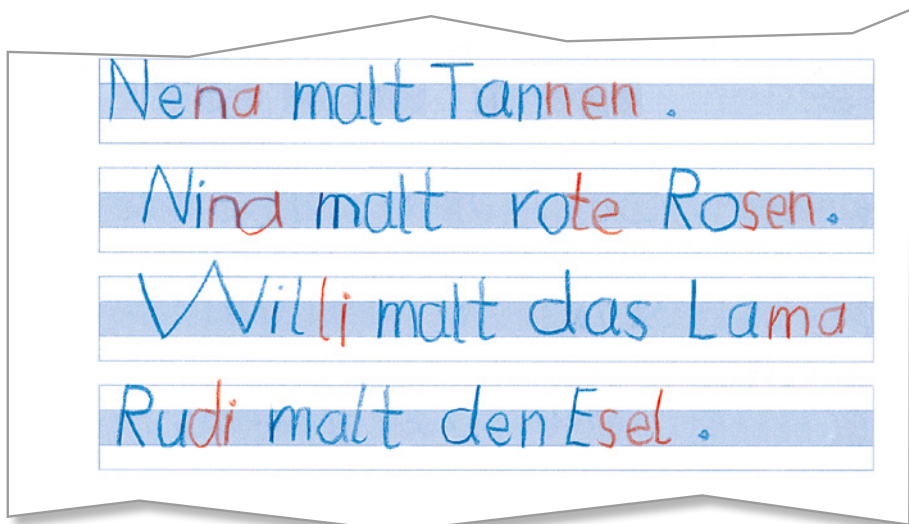 Nena malt Tannen .
Nina malt rote Rosen.
Willi malt das Lama
Rudi malt den Esel .